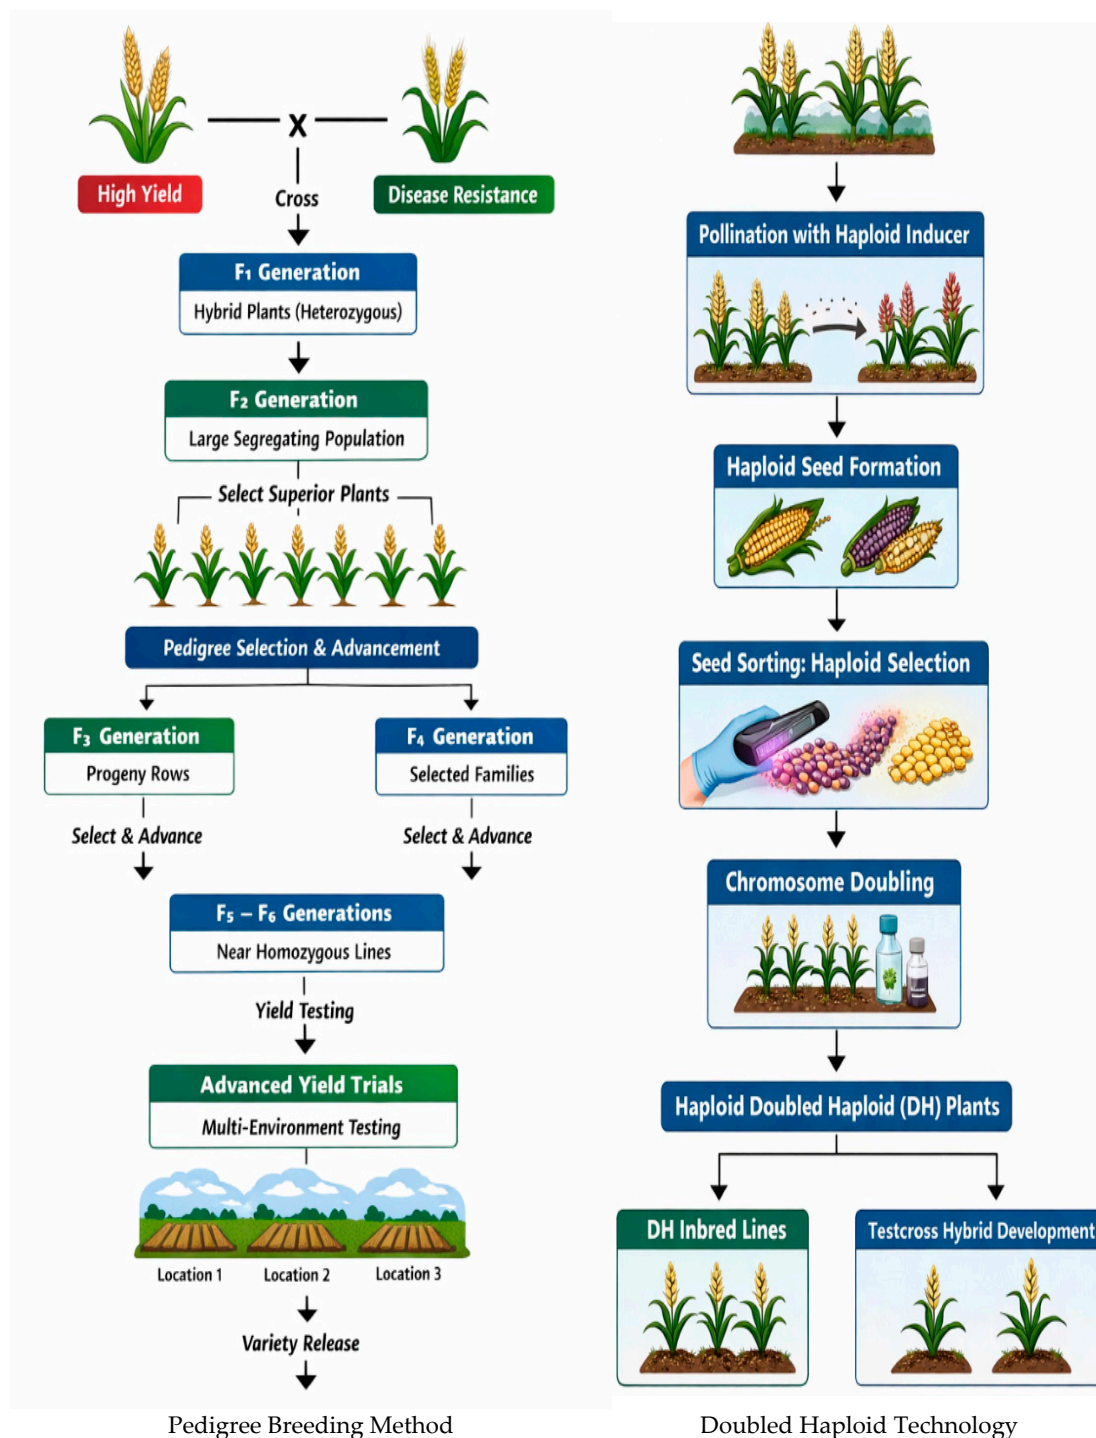 High Yield
X
Disease Resistance
Cross
F₁ Generation
Hybrid Plants (Heterozygous)
F₂ Generation
Large Segregating Population
Select Superior Plants
Pedigree Selection & Advancement
F₃ Generation
Progeny Rows
Select & Advance
F₄ Generation
Selected Families
Select & Advance
F₅ – F₆ Generations
Near Homozygous Lines
Yield Testing
Advanced Yield Trials
Multi-Environment Testing
Location 1
Location 2
Location 3
Variety Release
Pedigree Breeding Method
Pollination with Haploid Inducer
Haploid Seed Formation
Seed Sorting: Haploid Selection
Chromosome Doubling
Haploid Doubled Haploid (DH) Plants
DH Inbred Lines
Testcross Hybrid Development
Doubled Haploid Technology